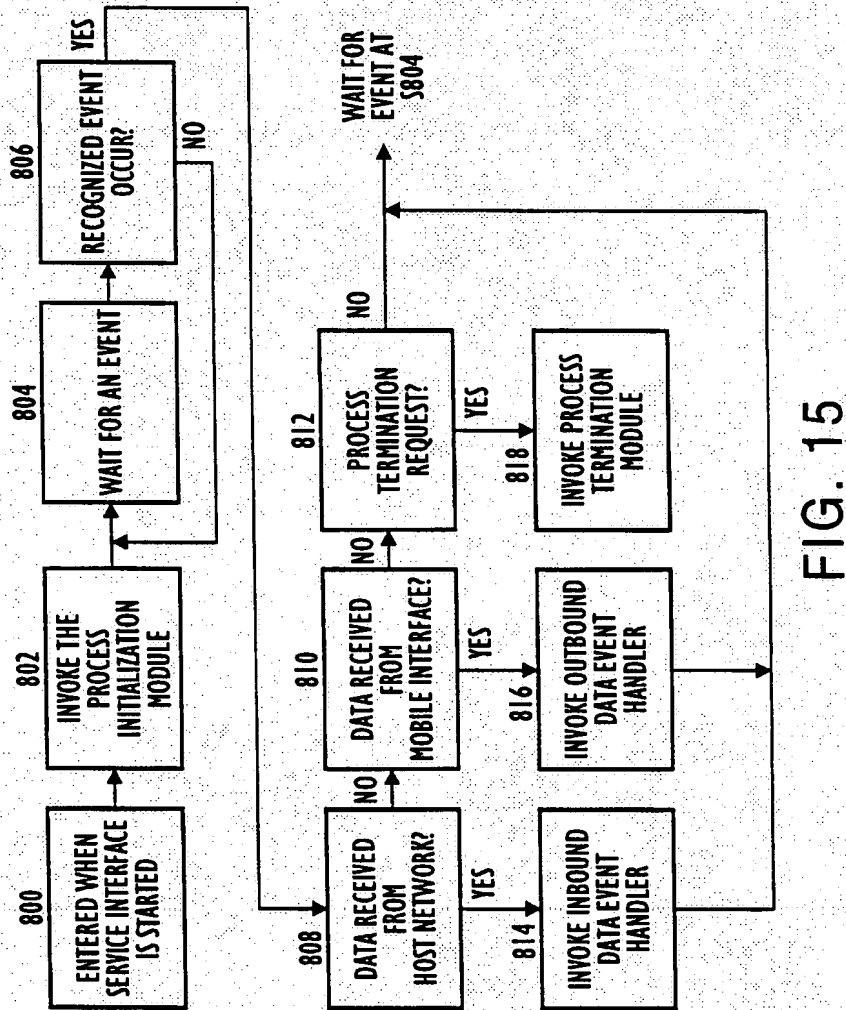 800
ENTERED WHEN
SERVICE INTERFACE
IS STARTED
802
INVOKE THE
PROCESS
INITIALIZATION
MODULE
804
WAIT FOR AN EVENT
806
RECOGNIZED EVENT
OCCUR?
YES
NO
808
DATA RECEIVED
FROM
HOST NETWORK?
NO
YES
810
DATA RECEIVED
FROM
MOBILE INTERFACE?
NO
YES
812
PROCESS
TERMINATION
REQUEST?
NO
YES
WAIT FOR
EVENT AT
S804
814
INVOKE INBOUND
DATA EVENT
HANDLER
816
INVOKE OUTBOUND
DATA EVENT
HANDLER
818
INVOKE PROCESS
TERMINATION
MODULE
FIG. 15